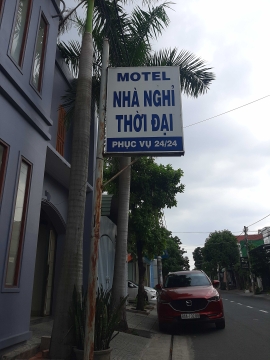 MOTEL
NHÀ NGHỈ
THỜI ĐẠI
PHỤC VỤ 24/24